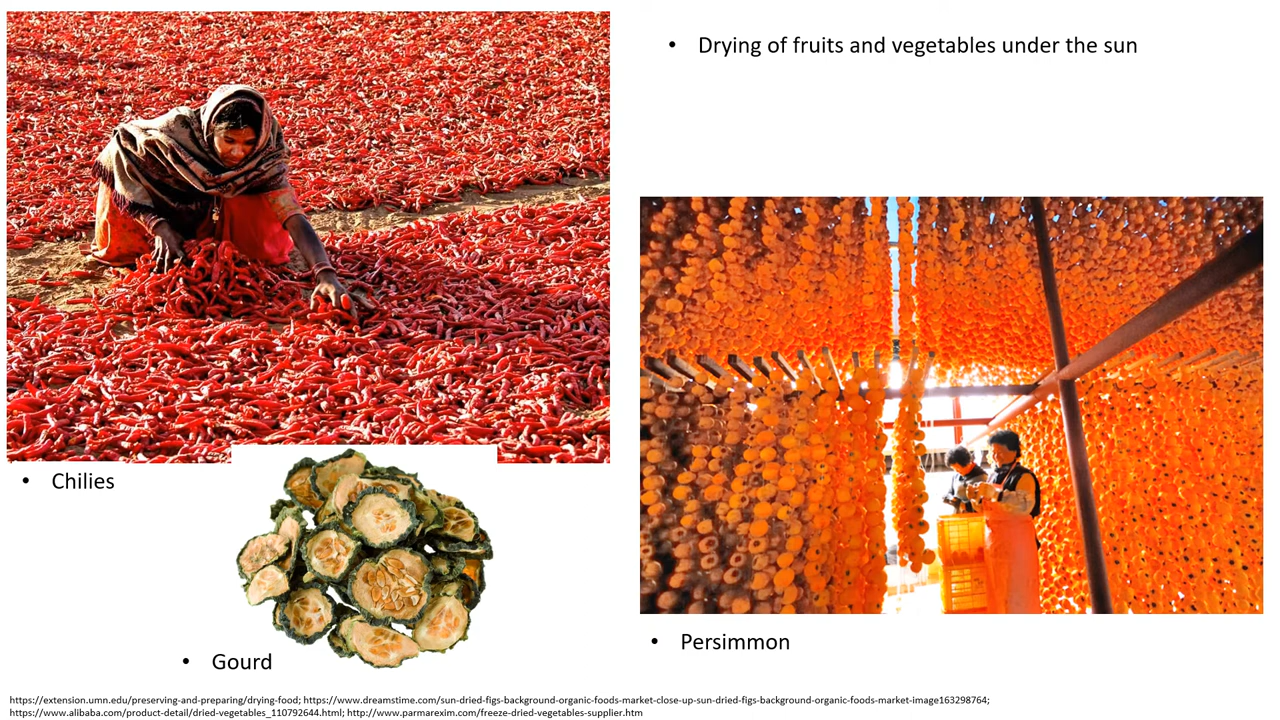 • Drying of fruits and vegetables under the sun
• Chilies
• Gourd
• Persimmon
https://extension.umn.edu/preserving-and-preparing/drying-food; https://www.dreamstime.com/sun-dried-figs-background-organic-foods-market-close-up-sun-dried-figs-background-organic-foods-market-image163298764;
https://www.alibaba.com/product-detail/dried-vegetables_110792644.html; http://www.parmarexim.com/freeze-dried-vegetables-supplier.htm